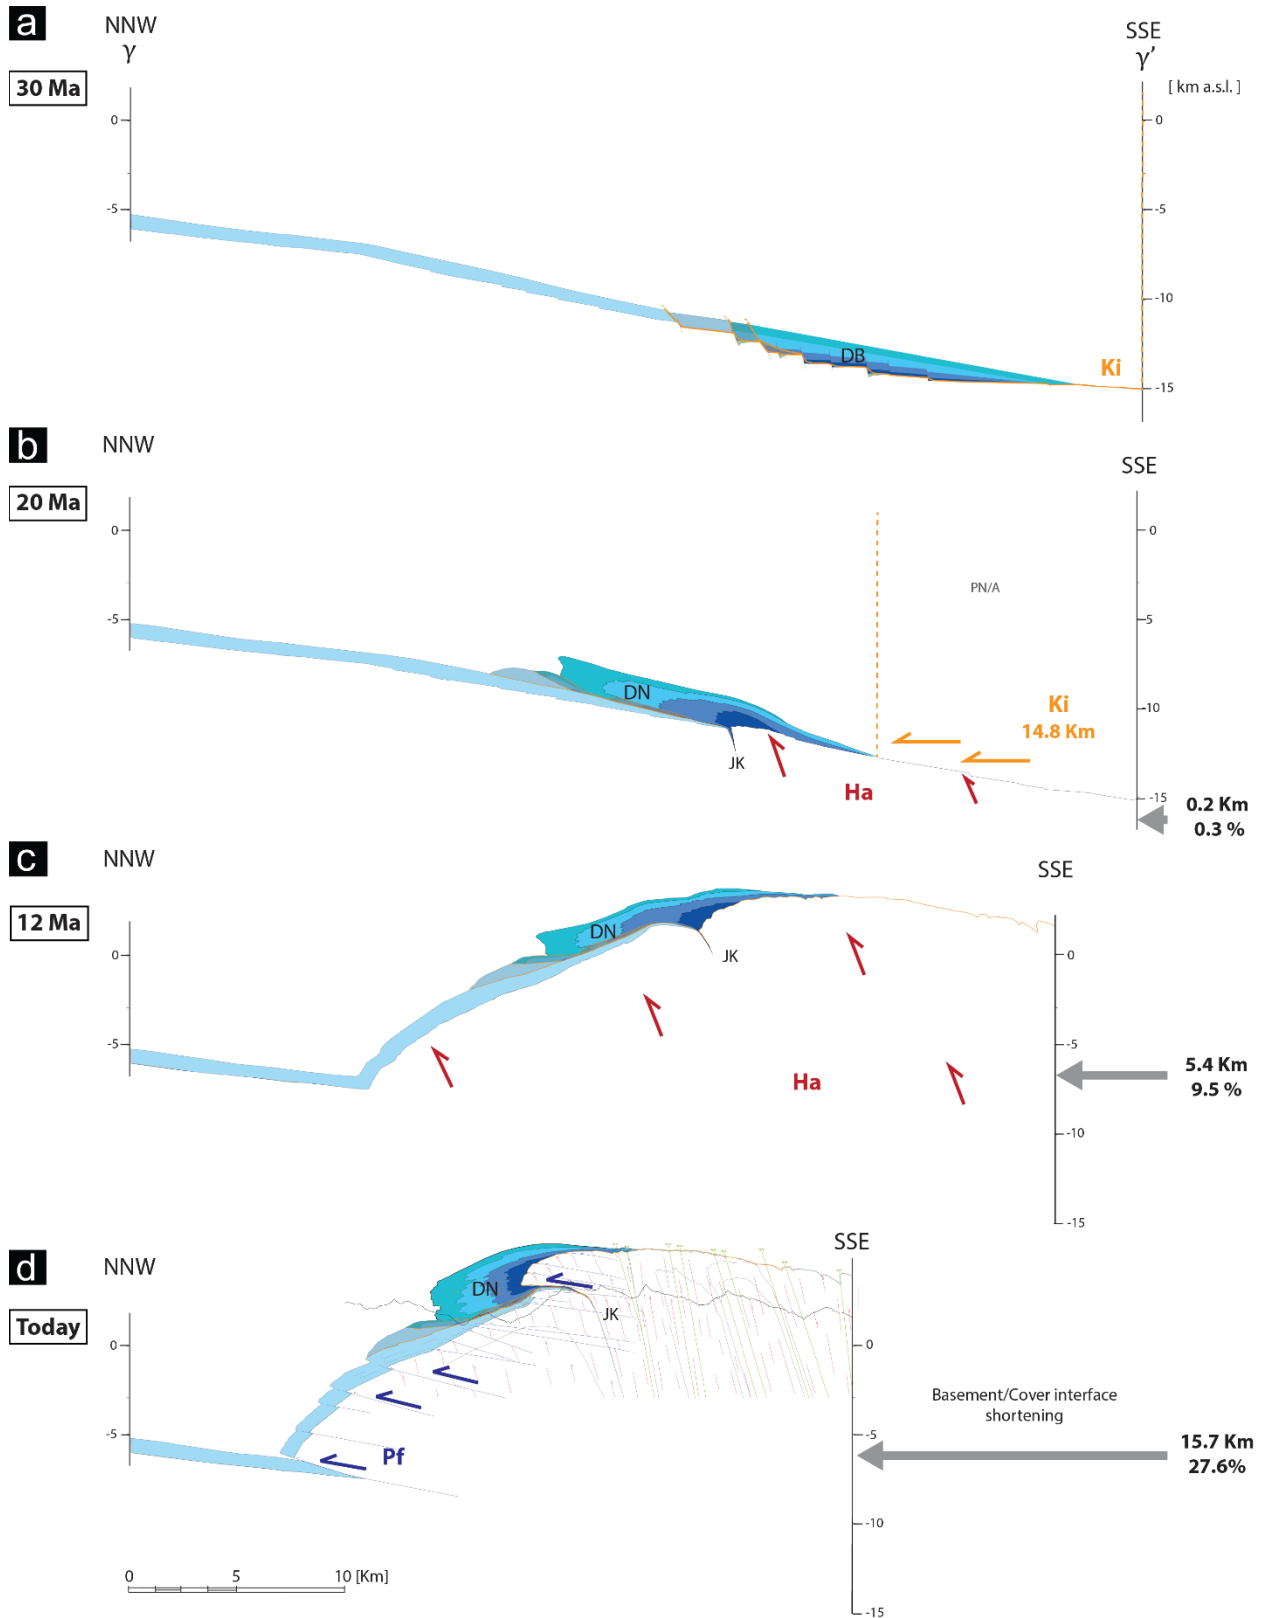 a
NNW
γ
SSE
γ'
30 Ma
[ km a.s.l. ]
0
0
-5
-5
-10
DB
Ki
-15
b
NNW
SSE
20 Ma
0
0
PN/A
-5
-5
DN
Ki
-10
14.8 Km
JK
Ha
-15
0.2 Km
0.3 %
c
NNW
SSE
12 Ma
DN
JK
0
0
-5
-5
5.4 Km
Ha
9.5 %
-10
-15
d
NNW
SSE
DN
JK
Today
0
0
Basement/Cover interface
shortening
-5
-5
Pf
15.7 Km
27.6%
-10
0
5
10 [Km]
-15